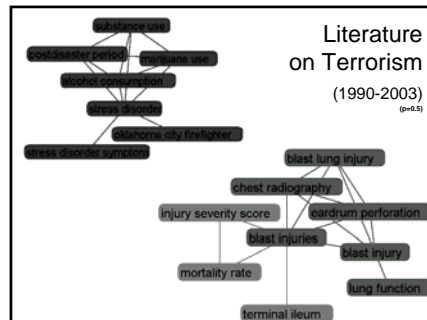 Literature
on Terrorism
(1990-2003)
(p=0.5)
substance use
postdisaster period
marijuana use
alcohol consumption
stress disorder
oklahoma city firefighter
stress disorder symptom
blast lung injury
chest radiography
injury severity score
eardrum perforation
blast injuries
blast injury
mortality rate
lung function
terminal ileum